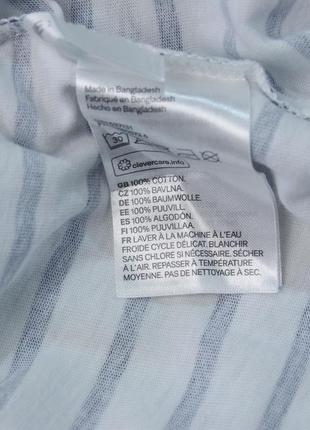 Made in Bangladesh
Fabriqué en Bangladesh
Hecho en Bangladesh
30
clevercare.info
GB 100% COTTON.
CZ 100% BAVLNA.
DE 100% BAUMWOLLE.
EE 100% PUUVILL.
ES 100% ALGODÓN.
FI 100% PUUVILLAA.
FR LAVER À LA MACHINE À L'EAU
FROIDE CYCLE DÉLICAT. BLANCHIR
SANS CHLORE SI NÉCESSAIRE. SÉCHER
À L'AIR. REPASSER À TEMPÉRATURE
MOYENNE. PAS DE NETTOYAGE À SEC.